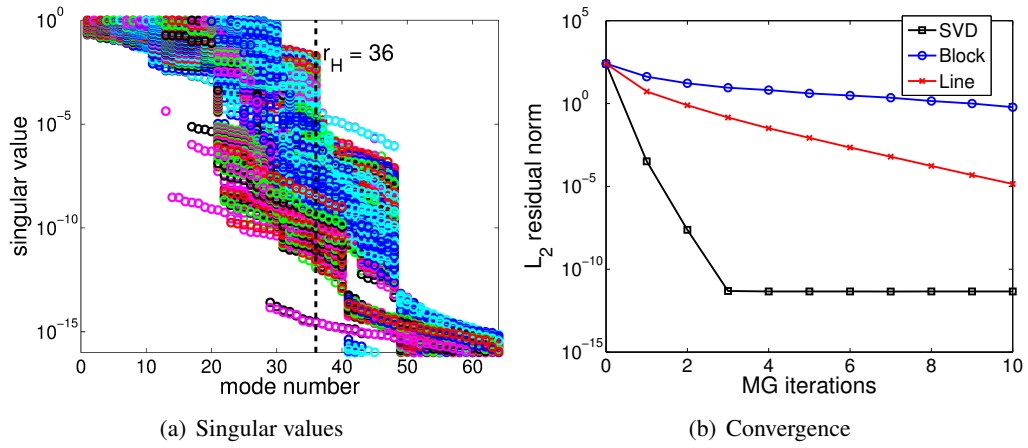 10^0
10^-5
10^-10
10^-15
singular value
r_H = 36
0 10 20 30 40 50 60
mode number
(a) Singular values
10^5
10^0
10^-5
10^-10
10^-15
L_2 residual norm
SVD
Block
Line
0 2 4 6 8 10
MG iterations
(b) Convergence